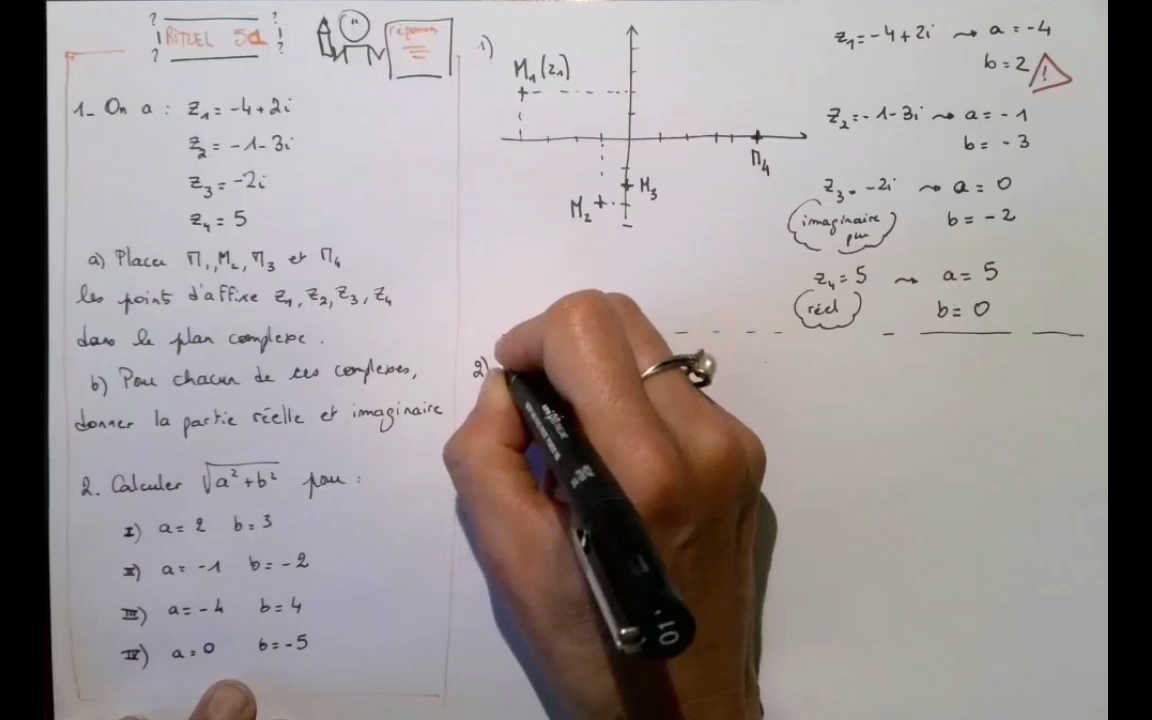 RITUEL 5a
réponses
1- On a : z₁ = -4+2i
z₂ = -1-3i
z₃ = -2i
z₄ = 5
a) Placer M₁, M₂, M₃ et M₄
les point d'affixe z₁, z₂, z₃, z₄
dans le plan complexe.
b) Pour chacun de ces complexes,
donner la partie réelle et imaginaire
2. Calculer √a²+b² pour :
I) a = 2 b = 3
II) a = -1 b = -2
III) a = -4 b = 4
IV) a = 0 b = -5
1)
M₁(z₁)
M₄
M₃
M₂
z₁ = -4+2i ⇝ a = -4
b = 2 !
z₂ = -1-3i ⇝ a = -1
b = -3
z₃ = -2i ⇝ a = 0
imaginaire pur b = -2
z₄ = 5 ⇝ a = 5
réel b = 0
2)